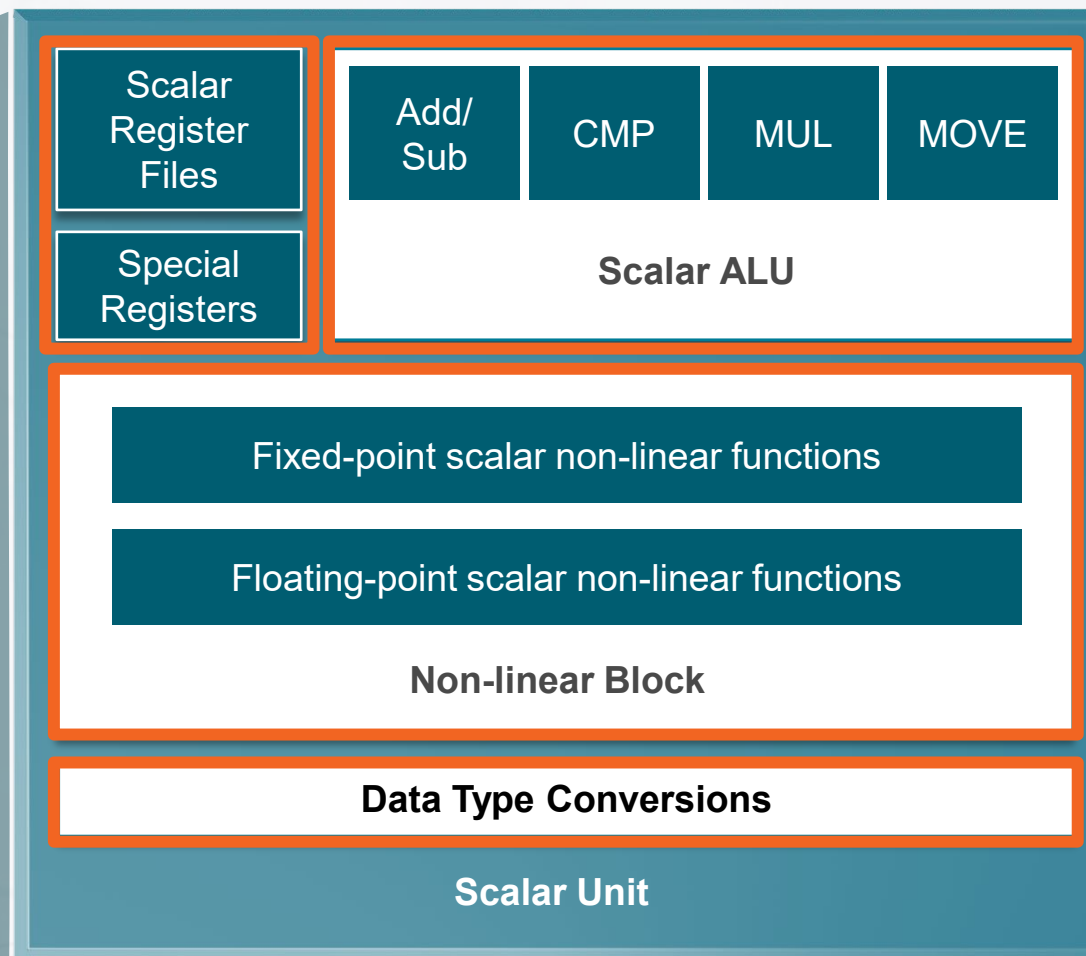 Scalar
Register
Files
Special
Registers
Add/
Sub
CMP
MUL
MOVE
Scalar ALU
Fixed-point scalar non-linear functions
Floating-point scalar non-linear functions
Non-linear Block
Data Type Conversions
Scalar Unit